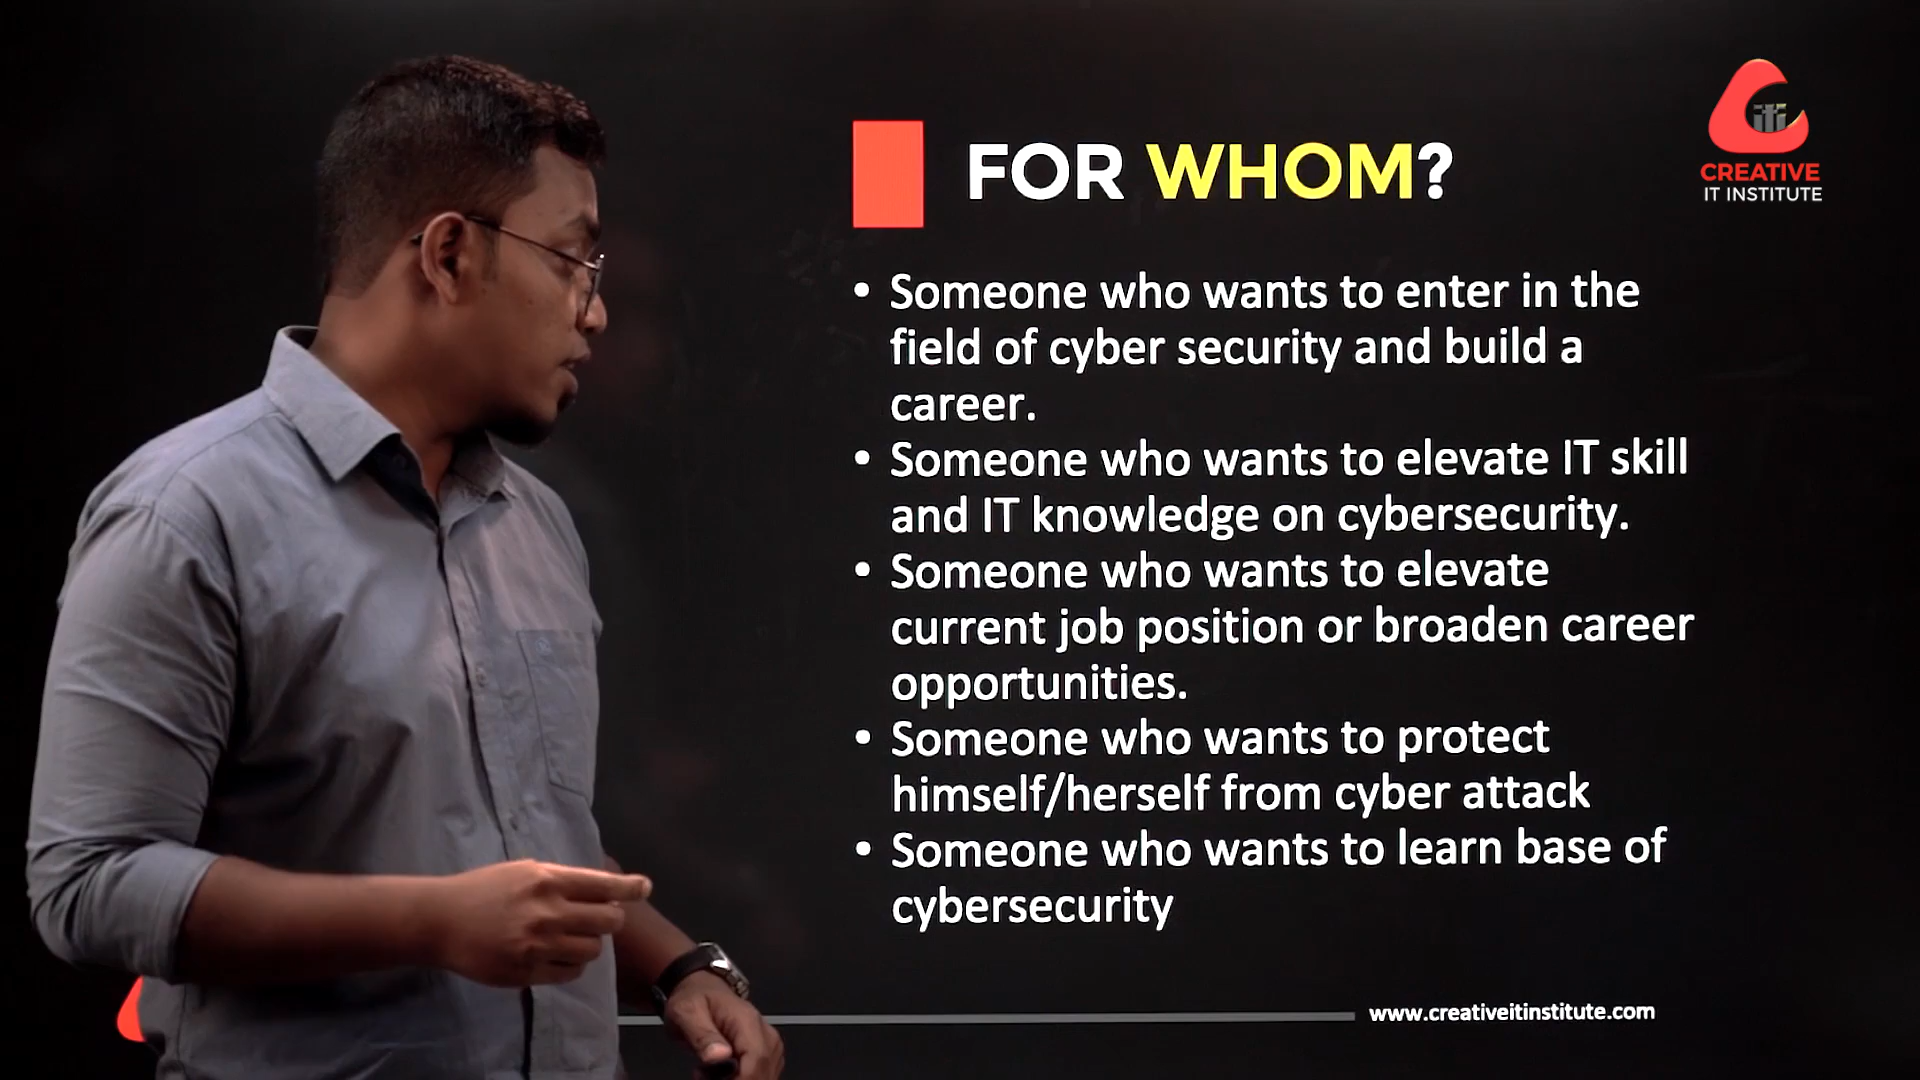 FOR WHOM?
CREATIVE
IT INSTITUTE
• Someone who wants to enter in the
field of cyber security and build a
career.
• Someone who wants to elevate IT skill
and IT knowledge on cybersecurity.
• Someone who wants to elevate
current job position or broaden career
opportunities.
• Someone who wants to protect
himself/herself from cyber attack
• Someone who wants to learn base of
cybersecurity
www.creativeitinstitute.com